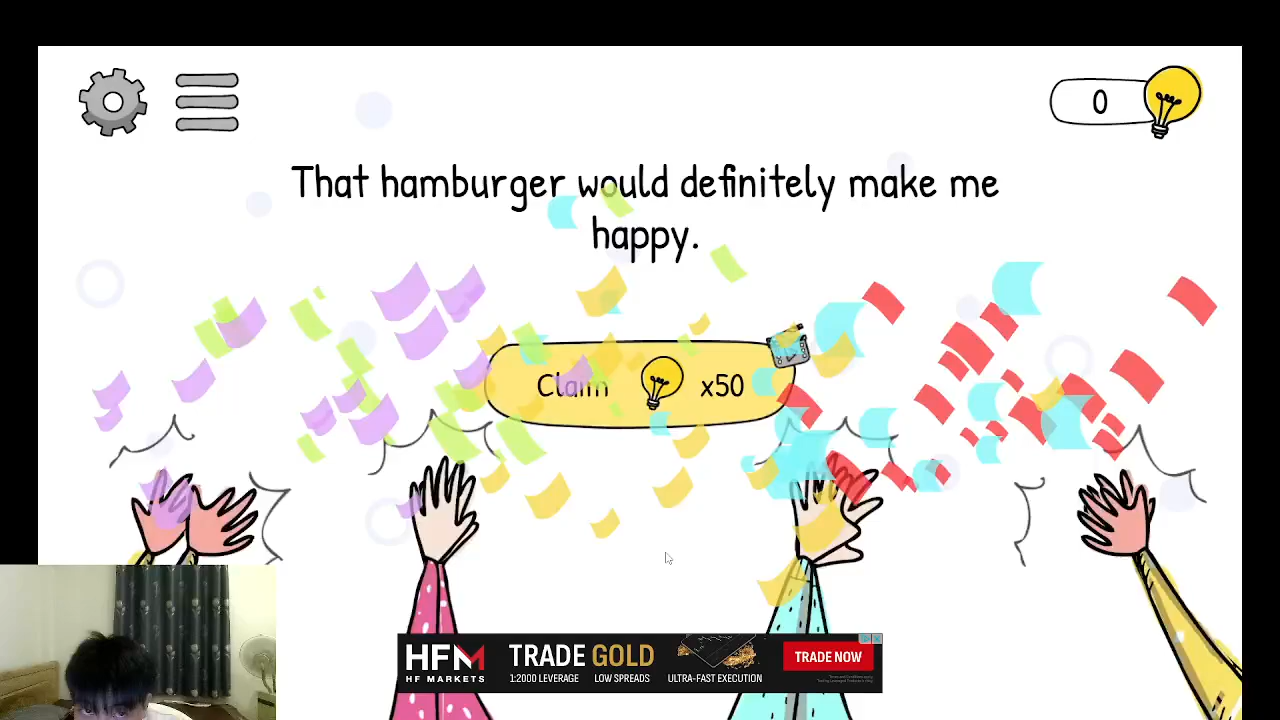 0
That hamburger would definitely make me
happy.
Claim x50
HFM
HF MARKETS
TRADE GOLD
1:2000 LEVERAGE LOW SPREADS ULTRA-FAST EXECUTION
TRADE NOW